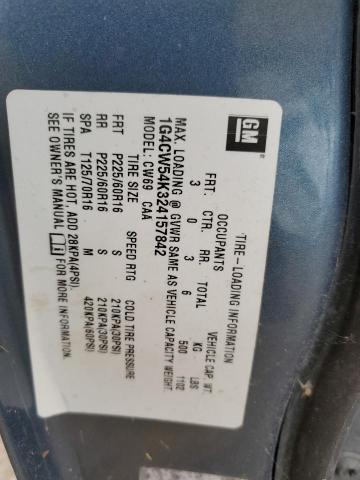 GM
TIRE-LOADING INFORMATION
OCCUPANTS VEHICLE CAP. WT.
FRT. CTR. RR. TOTAL KG LBS
3 0 3 6 500 1102
MAX. LOADING @ GVWR SAME AS VEHICLE CAPACITY WEIGHT.
1G4CW54K324157842
MODEL: CW69 CAA
TIRE SIZE SPEED RTG COLD TIRE PRESSURE
FRT P225/60R16 S 210KPA(30PSI)
RR P225/60R16 S 210KPA(30PSI)
SPA T125/70R16 M 420KPA(60PSI)
IF TIRES ARE HOT, ADD 28KPA(4PSI).
SEE OWNER'S MANUAL FOR MORE INFORMATION.